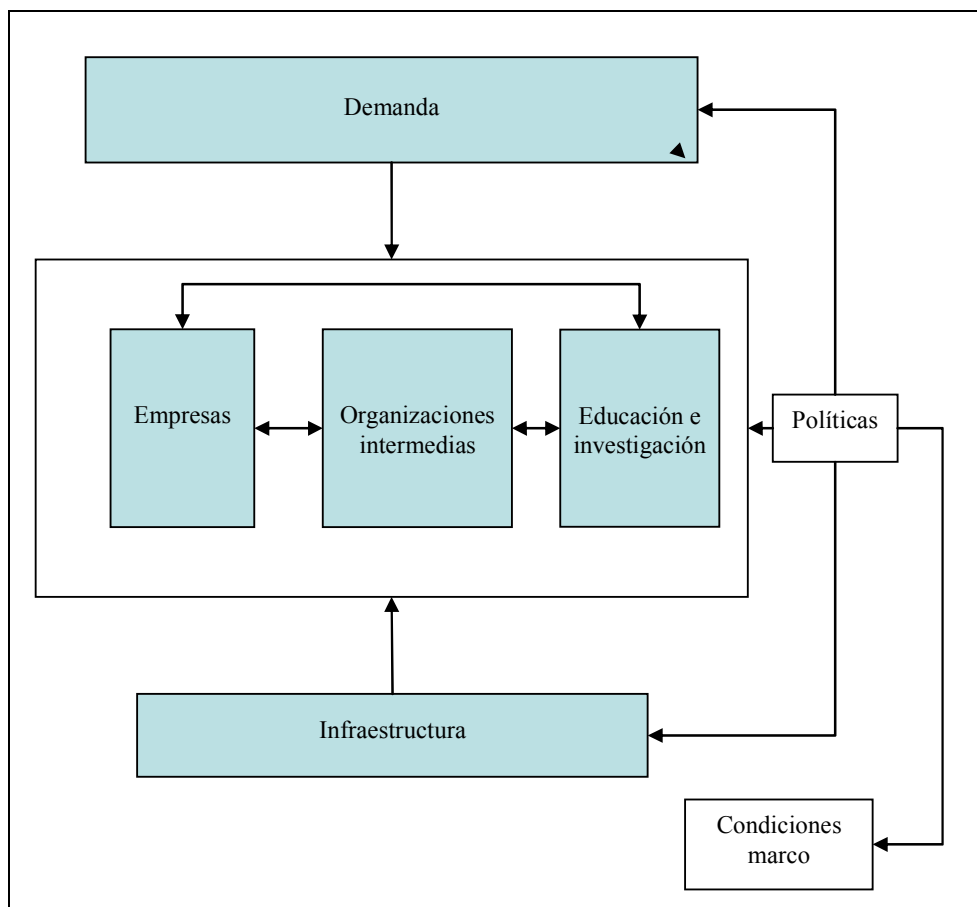 Demanda
Empresas
Organizaciones
intermedias
Educación e
investigación
Políticas
Infraestructura
Condiciones
marco